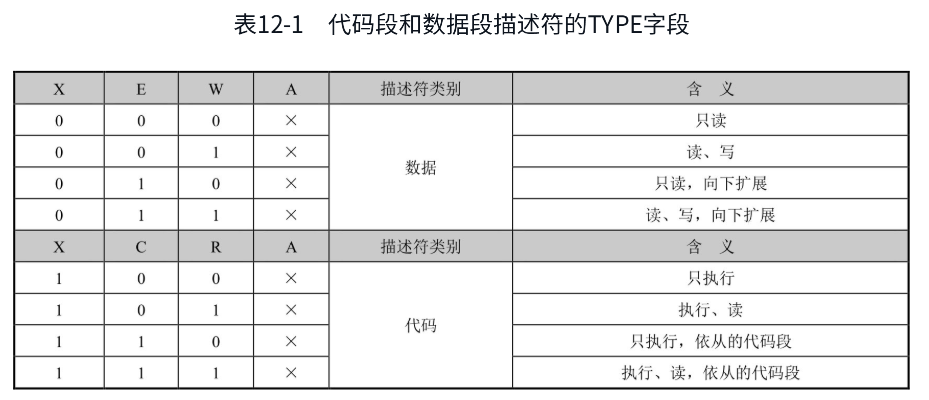 表12-1 代码段和数据段描述符的TYPE字段
X E W A 描述符类别 含 义
0 0 0 × 只读
0 0 1 × 读、写
数据
0 1 0 × 只读，向下扩展
0 1 1 × 读、写，向下扩展
X C R A 描述符类别 含 义
1 0 0 × 只执行
1 0 1 × 执行、读
代码
1 1 0 × 只执行，依从的代码段
1 1 1 × 执行、读，依从的代码段